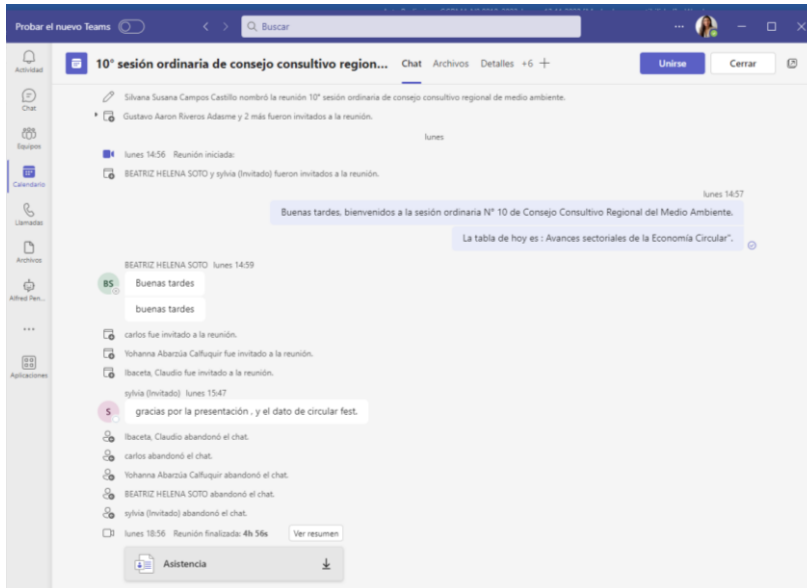 Probar el nuevo Teams
Buscar
Actividad
Chat
Equipos
Calendario
Llamadas
Archivos
Alfred Pen...
Aplicaciones
10° sesión ordinaria de consejo consultivo region...
Chat Archivos Detalles +6
Unirse
Cerrar
Silvana Susana Campos Castillo nombró la reunión 10° sesión ordinaria de consejo consultivo regional de medio ambiente.
Gustavo Aaron Riveros Adasme y 2 más fueron invitados a la reunión.
lunes
lunes 14:56 Reunión iniciada:
BEATRIZ HELENA SOTO y sylvia (Invitado) fueron invitados a la reunión.
lunes 14:57
Buenas tardes, bienvenidos a la sesión ordinaria N° 10 de Consejo Consultivo Regional del Medio Ambiente.
La tabla de hoy es : Avances sectoriales de la Economía Circular".
BEATRIZ HELENA SOTO lunes 14:59
BS
Buenas tardes
buenas tardes
carlos fue invitado a la reunión.
Yohanna Abarzúa Calfuquir fue invitado a la reunión.
Ibaceta, Claudio fue invitado a la reunión.
sylvia (Invitado) lunes 15:47
S
gracias por la presentación , y el dato de circular fest.
Ibaceta, Claudio abandonó el chat.
carlos abandonó el chat.
Yohanna Abarzúa Calfuquir abandonó el chat.
BEATRIZ HELENA SOTO abandonó el chat.
sylvia (Invitado) abandonó el chat.
lunes 18:56 Reunión finalizada: 4h 56s
Ver resumen
Asistencia